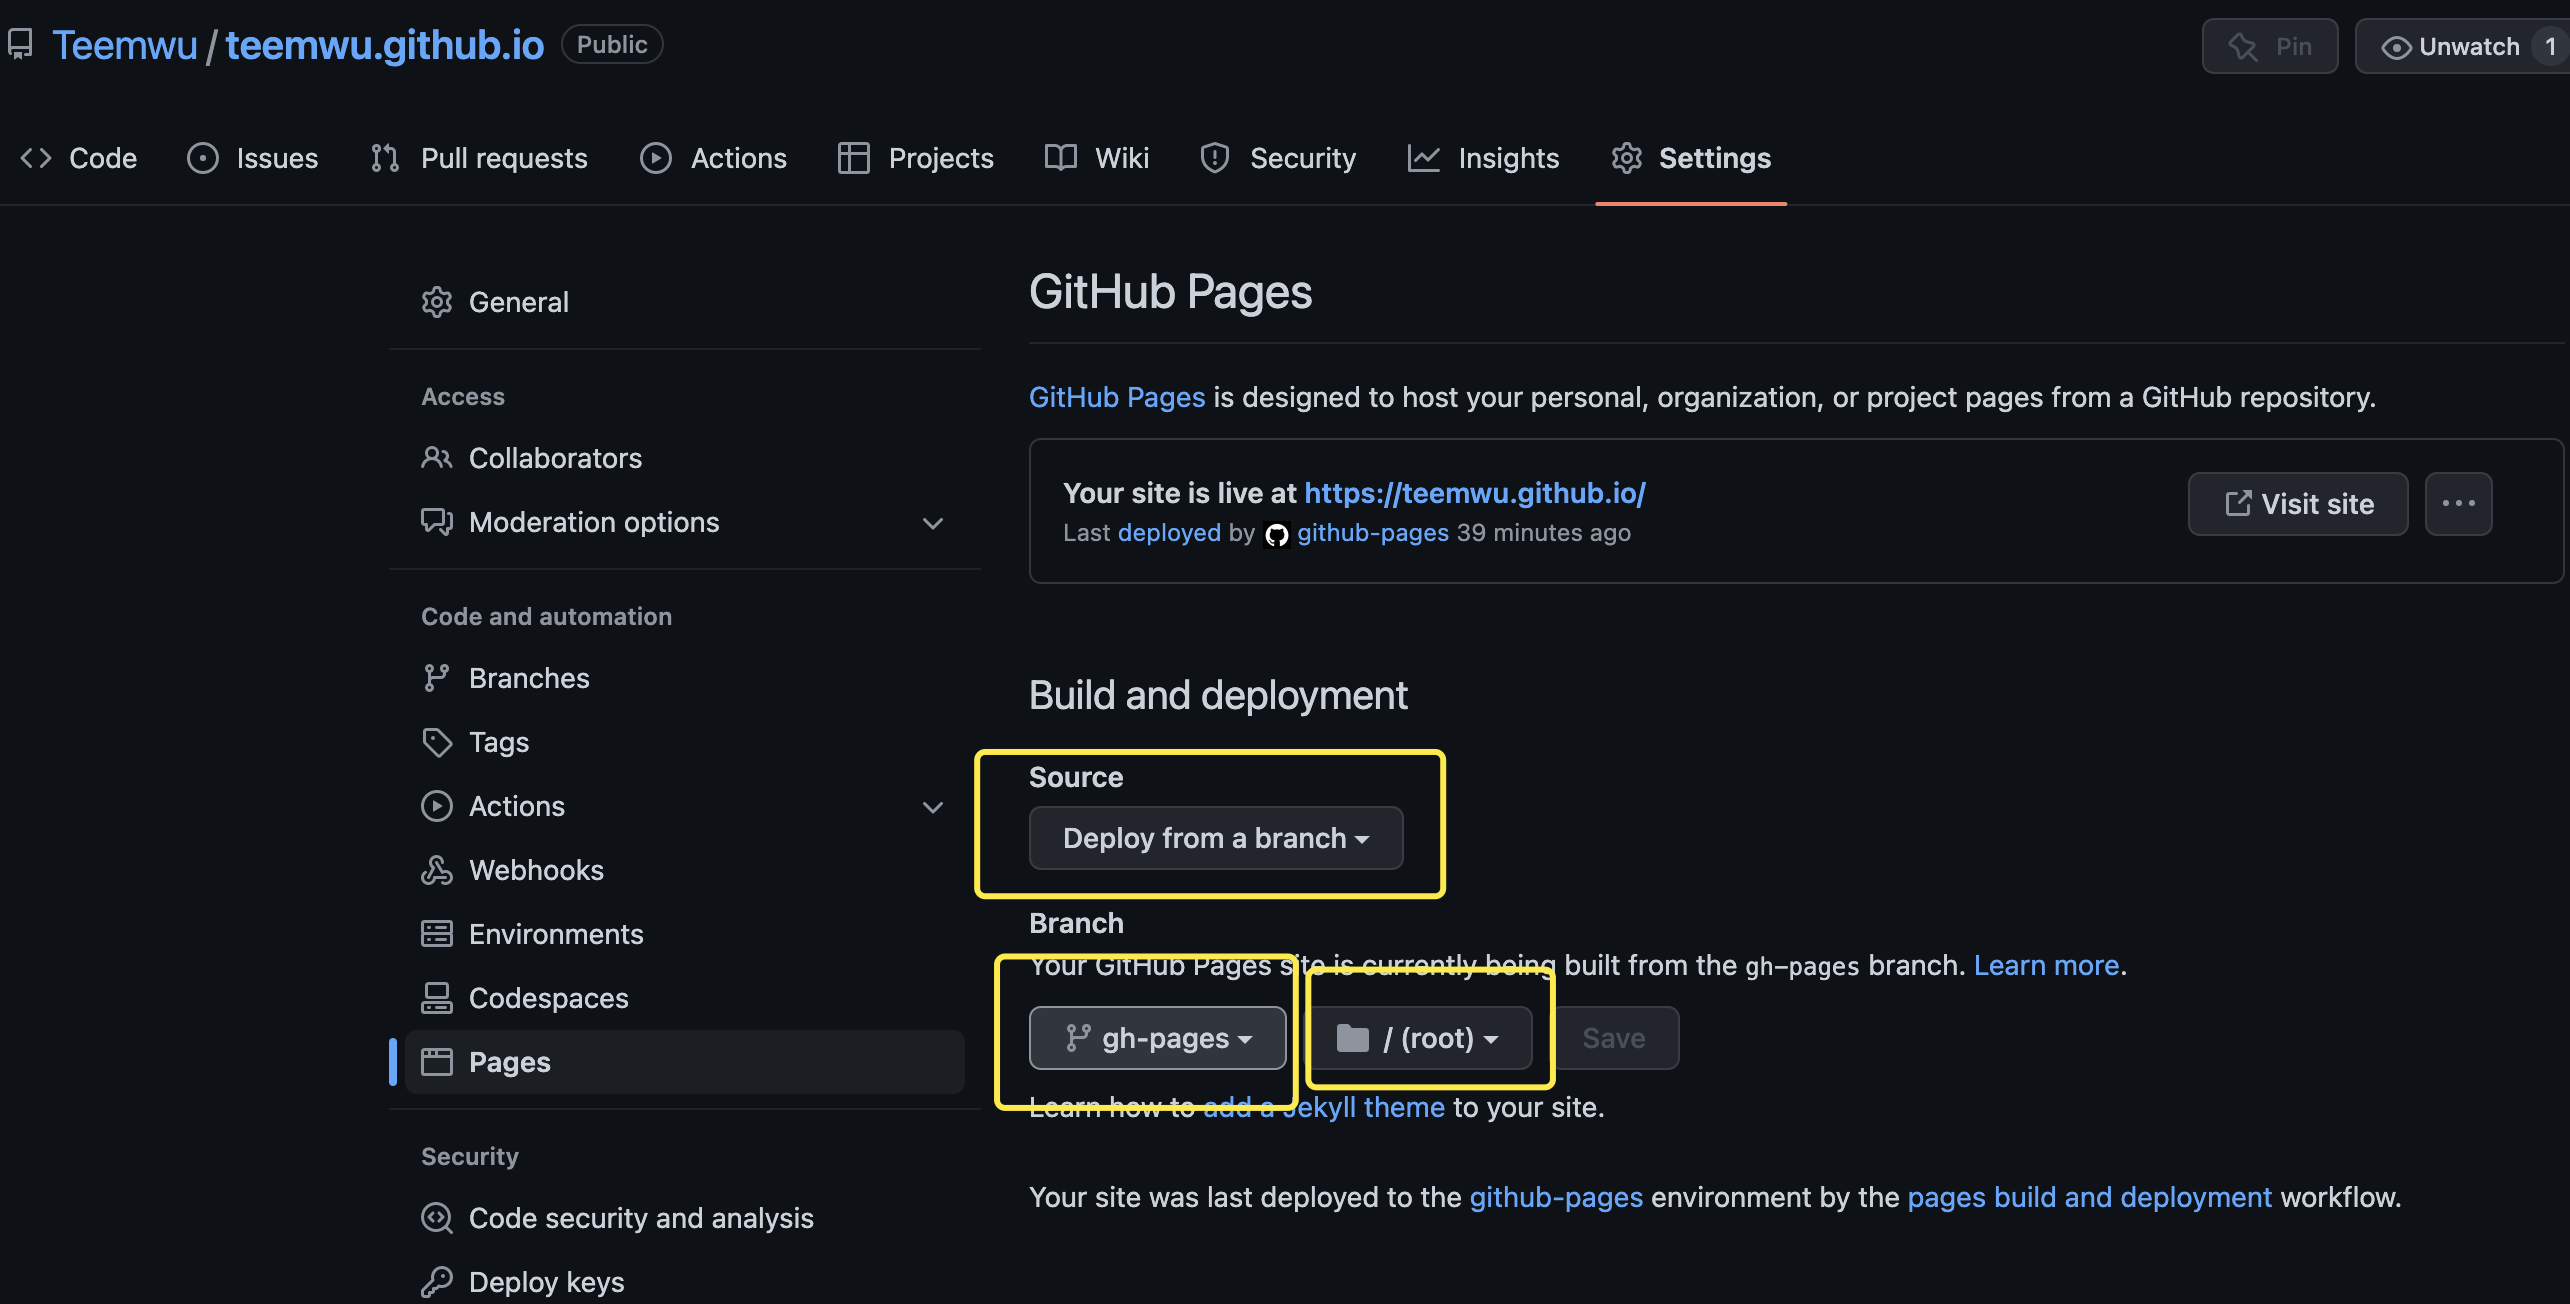 Teemwu / teemwu.github.io Public
Pin
Unwatch 1
Code Issues Pull requests Actions Projects Wiki Security Insights Settings
General
Access
Collaborators
Moderation options
Code and automation
Branches
Tags
Actions
Webhooks
Environments
Codespaces
Pages
Security
Code security and analysis
Deploy keys
GitHub Pages
GitHub Pages is designed to host your personal, organization, or project pages from a GitHub repository.
Your site is live at https://teemwu.github.io/
Last deployed by github-pages 39 minutes ago
Visit site
Build and deployment
Source
Deploy from a branch
Branch
Your GitHub Pages site is currently being built from the gh-pages branch. Learn more.
gh-pages / (root) Save
Learn how to add a Jekyll theme to your site.
Your site was last deployed to the github-pages environment by the pages build and deployment workflow.